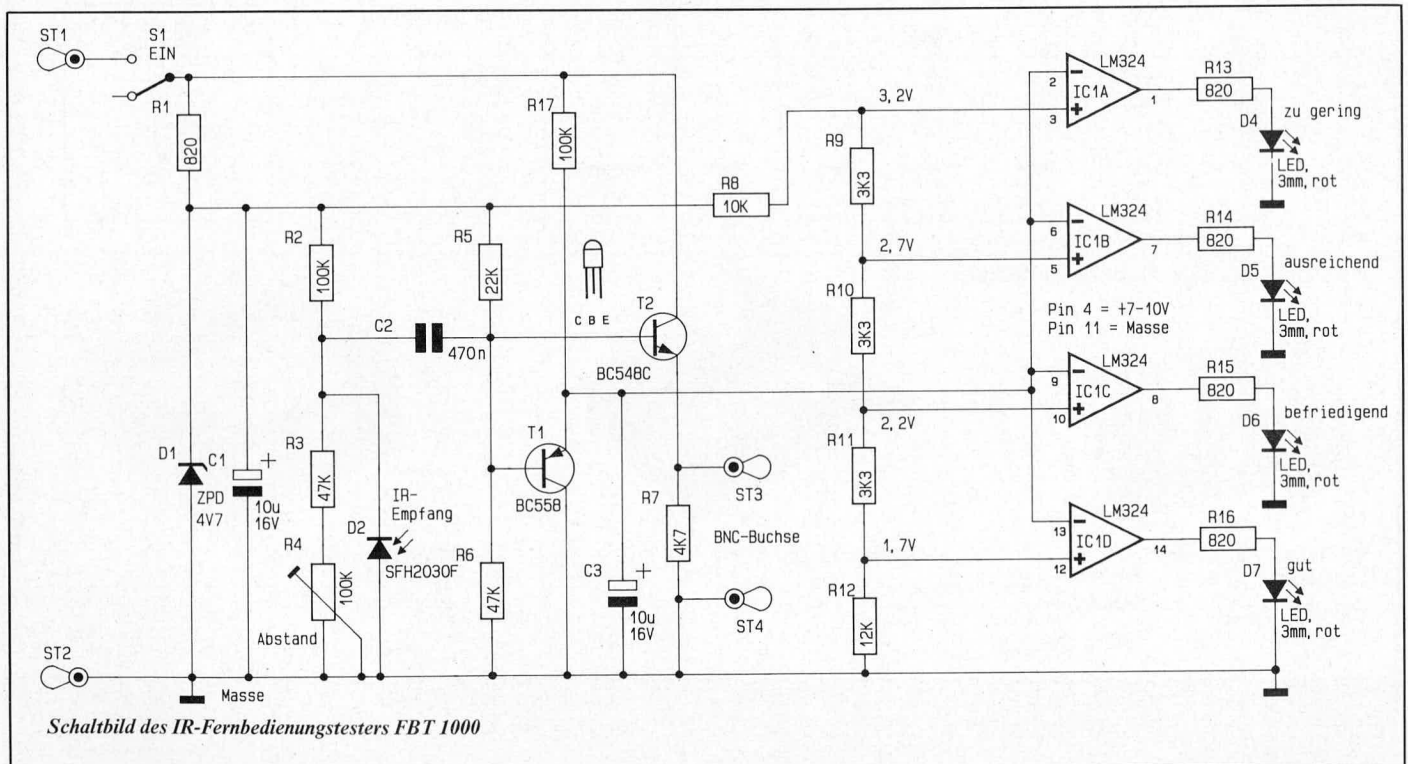 ST1
S1
EIN
R1
820
R17
100K
3,2V
2
3
LM324
IC1A
1
R13
820
zu gering
D4
LED,
3mm, rot
R9
3K3
R8
10K
R2
100K
R5
22K
C B E
2,7V
6
5
LM324
IC1B
7
R14
820
ausreichend
D5
LED,
3mm, rot
R10
3K3
Pin 4 = +7-10V
Pin 11 = Masse
C2
470n
T2
BC548C
2,2V
9
10
LM324
IC1C
8
R15
820
befriedigend
D6
LED,
3mm, rot
R11
3K3
D1
ZPD
4V7
C1
+
10u
16V
R3
47K
R4
100K
Abstand
IR-
Empfang
D2
SFH2030F
T1
BC558
R6
47K
C3
+
10u
16V
R7
4K7
ST3
BNC-Buchse
ST4
1,7V
13
12
LM324
IC1D
14
R16
820
gut
D7
LED,
3mm, rot
R12
12K
ST2
Masse
Schaltbild des IR-Fernbedienungstesters FBT 1000